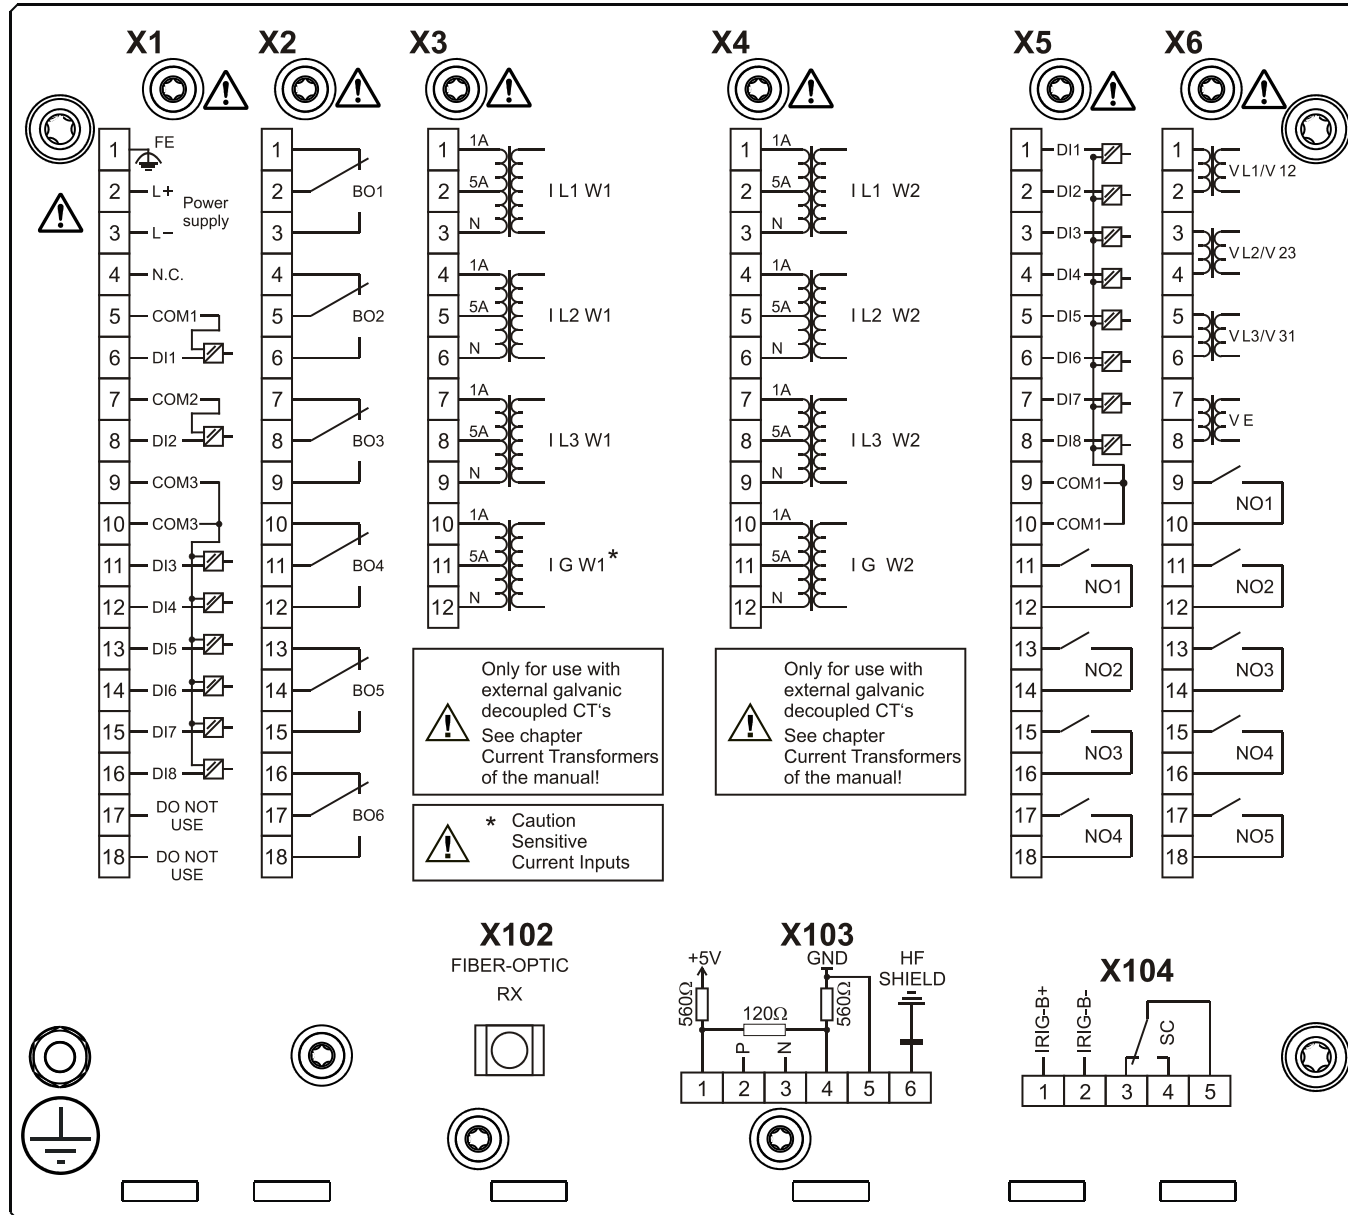 X1
X2
X3
X4
X5
X6
1 FE
2 L+
Power
supply
3 L-
4 N.C.
5 COM1
6 DI1
7 COM2
8 DI2
9 COM3
10 COM3
11 DI3
12 DI4
13 DI5
14 DI6
15 DI7
16 DI8
17 DO NOT
USE
18 DO NOT
USE
1
2 BO1
3
4
5 BO2
6
7
8 BO3
9
10
11 BO4
12
13
14 BO5
15
16
17 BO6
18
1 1A
2 5A I L1 W1
3 N
4 1A
5 5A I L2 W1
6 N
7 1A
8 5A I L3 W1
9 N
10 1A
11 5A I G W1*
12 N
Only for use with
external galvanic
decoupled CT's
See chapter
Current Transformers
of the manual!
* Caution
Sensitive
Current Inputs
1 1A
2 5A I L1 W2
3 N
4 1A
5 5A I L2 W2
6 N
7 1A
8 5A I L3 W2
9 N
10 1A
11 5A I G W2
12 N
Only for use with
external galvanic
decoupled CT's
See chapter
Current Transformers
of the manual!
1 DI1
2 DI2
3 DI3
4 DI4
5 DI5
6 DI6
7 DI7
8 DI8
9 COM1
10 COM1
11
NO1
12
13
NO2
14
15
NO3
16
17
NO4
18
1
V L1/V 12
2
3
V L2/V 23
4
5
V L3/V 31
6
7
V E
8
9
NO1
10
11
NO2
12
13
NO3
14
15
NO4
16
17
NO5
18
X102
FIBER-OPTIC
RX
X103
+5V
GND
HF
SHIELD
560Ω
120Ω
560Ω
P
N
1 2 3 4 5 6
X104
IRIG-B+
IRIG-B-
SC
1 2 3 4 5